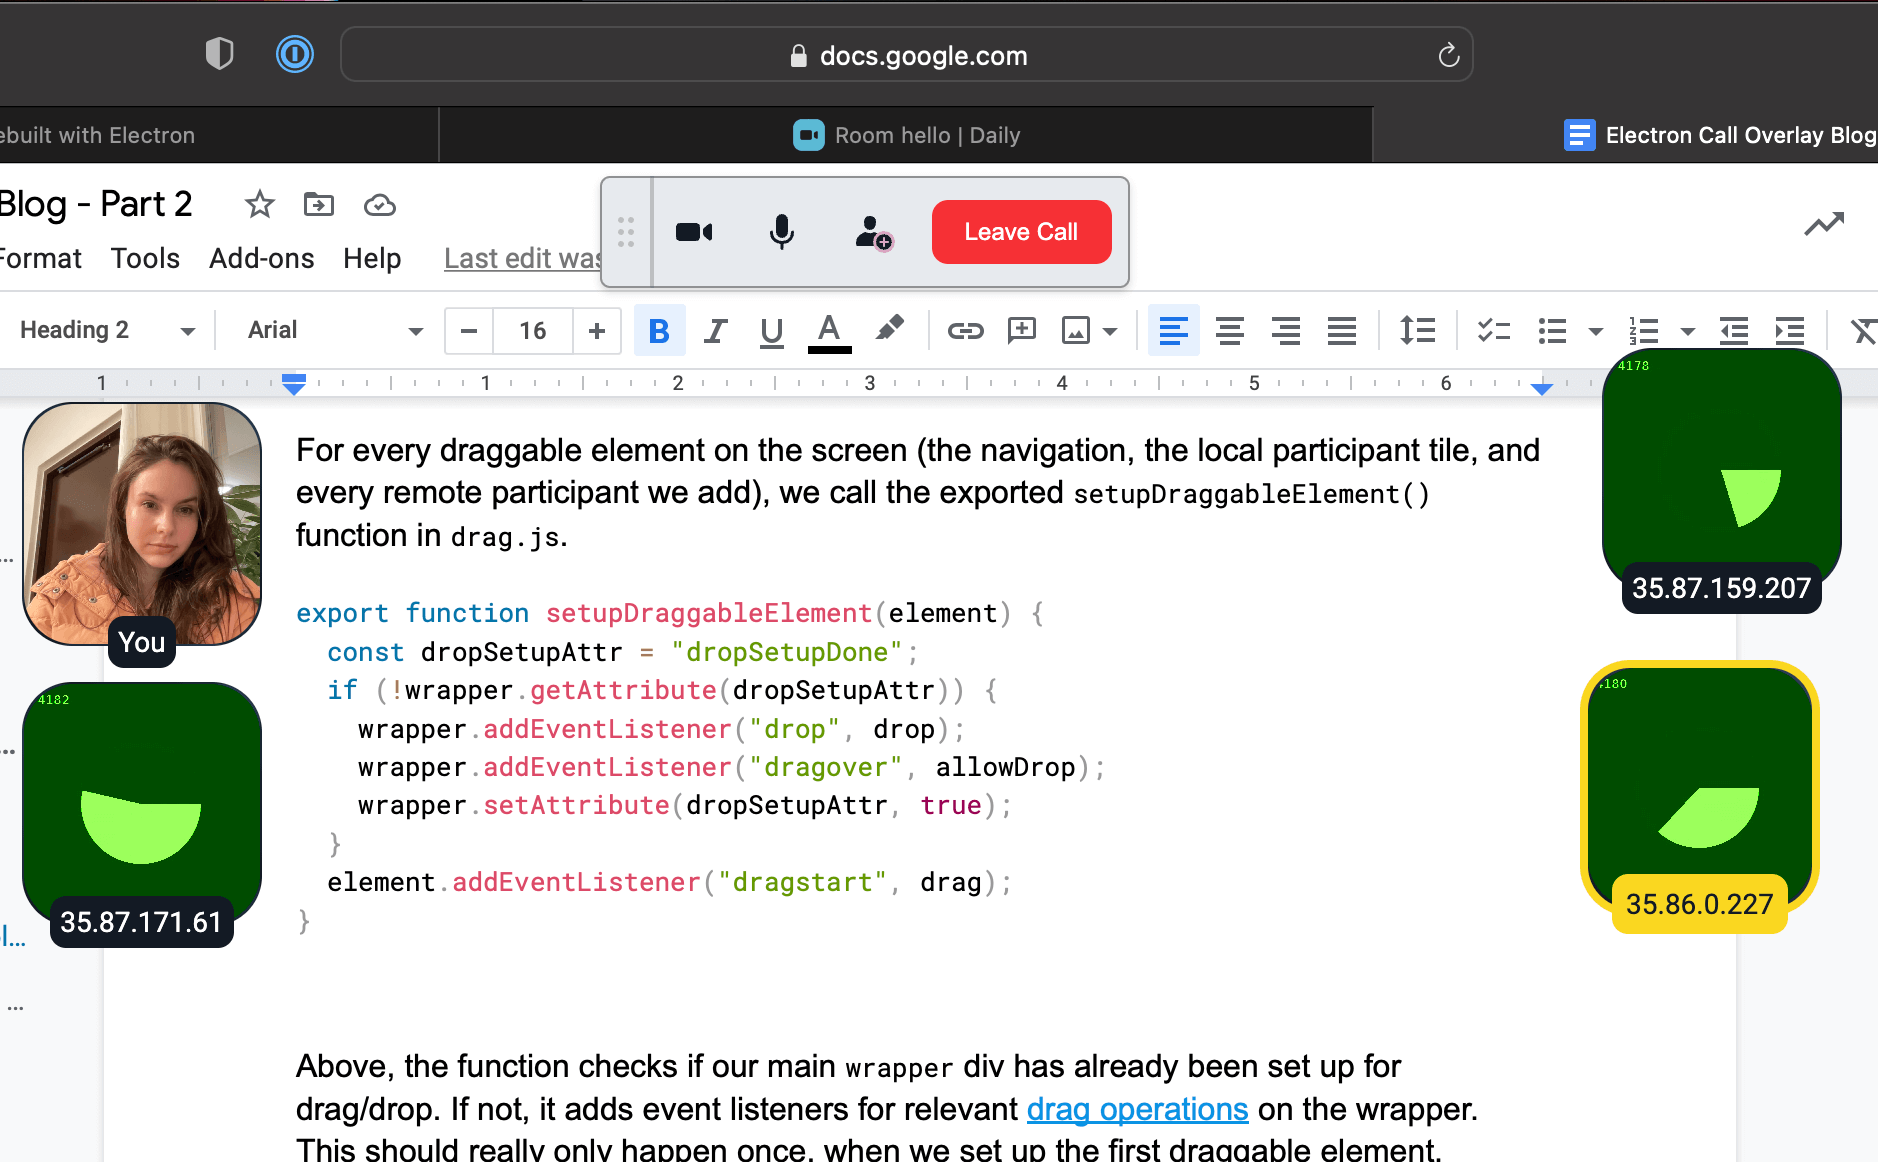 docs.google.com
ebuilt with Electron
Room hello | Daily
Electron Call Overlay Blog
Blog - Part 2
Format Tools Add-ons Help Last edit was
Leave Call
Heading 2 Arial − 16 + B I U A
1 1 2 3 4 5 6
4178
For every draggable element on the screen (the navigation, the local participant tile, and
every remote participant we add), we call the exported setupDraggableElement()
function in drag.js.
35.87.159.207
export function setupDraggableElement(element) {
const dropSetupAttr = "dropSetupDone";
You
if (!wrapper.getAttribute(dropSetupAttr)) {
4182
4180
wrapper.addEventListener("drop", drop);
wrapper.addEventListener("dragover", allowDrop);
wrapper.setAttribute(dropSetupAttr, true);
}
element.addEventListener("dragstart", drag);
}
35.87.171.61
35.86.0.227
l...
Above, the function checks if our main wrapper div has already been set up for
drag/drop. If not, it adds event listeners for relevant drag operations on the wrapper.
This should really only happen once, when we set up the first draggable element.